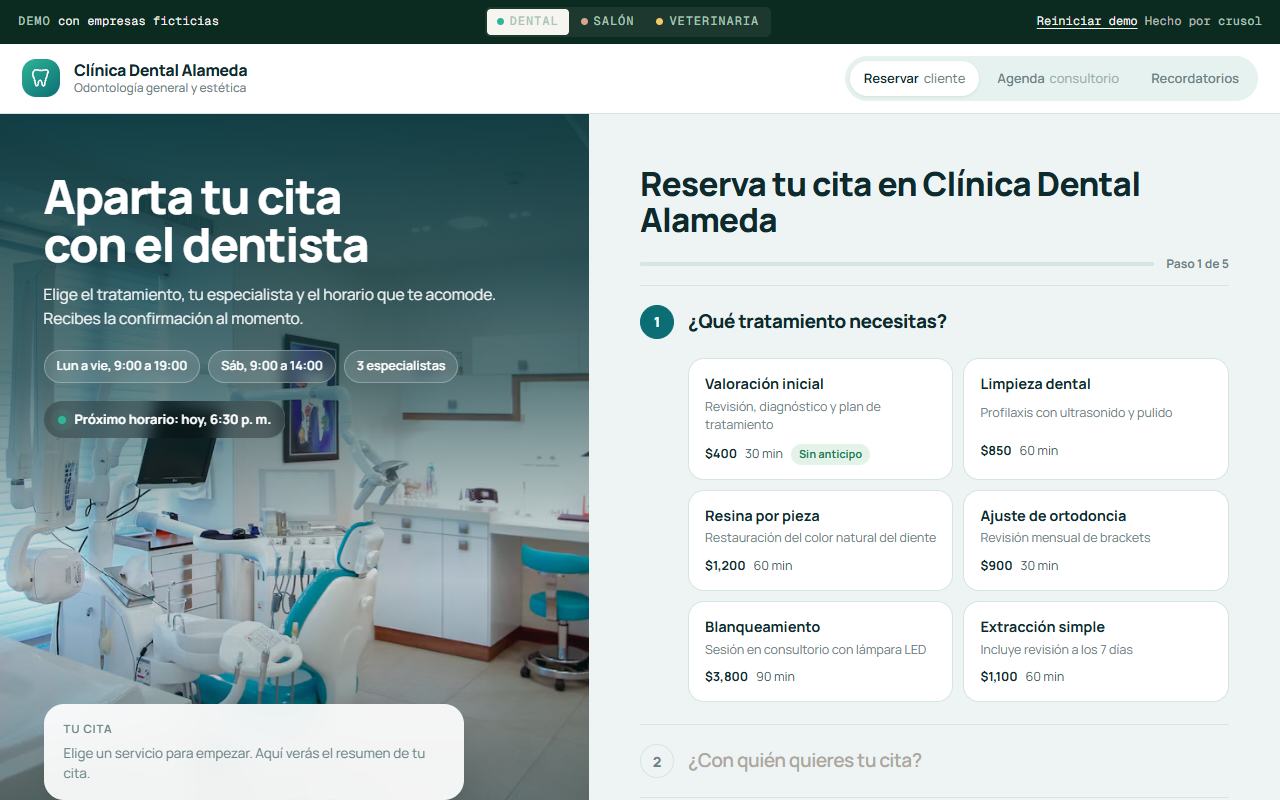 DEMO con empresas ficticias
DENTAL
SALÓN
VETERINARIA
Reiniciar demo Hecho por crusol
Clínica Dental Alameda
Odontología general y estética
Reservar cliente
Agenda consultorio
Recordatorios
Aparta tu cita
con el dentista
Elige el tratamiento, tu especialista y el horario que te acomode.
Recibes la confirmación al momento.
Lun a vie, 9:00 a 19:00
Sáb, 9:00 a 14:00
3 especialistas
Próximo horario: hoy, 6:30 p. m.
TU CITA
Elige un servicio para empezar. Aquí verás el resumen de tu
cita.
Reserva tu cita en Clínica Dental
Alameda
Paso 1 de 5
1 ¿Qué tratamiento necesitas?
Valoración inicial
Revisión, diagnóstico y plan de
tratamiento
$400 30 min Sin anticipo
Limpieza dental
Profilaxis con ultrasonido y pulido
$850 60 min
Resina por pieza
Restauración del color natural del diente
$1,200 60 min
Ajuste de ortodoncia
Revisión mensual de brackets
$900 30 min
Blanqueamiento
Sesión en consultorio con lámpara LED
$3,800 90 min
Extracción simple
Incluye revisión a los 7 días
$1,100 60 min
2 ¿Con quién quieres tu cita?